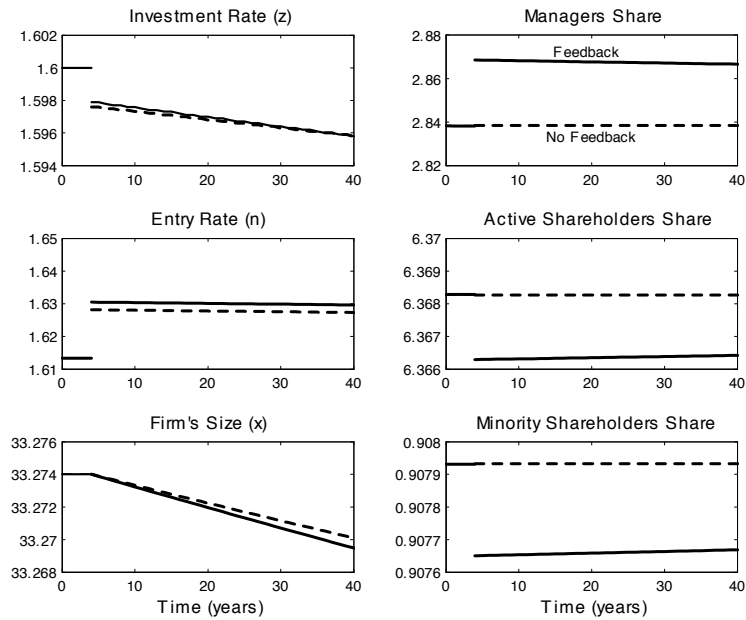 Investment Rate (z)
1.602
1.6
1.598
1.596
1.594
0 10 20 30 40
Managers Share
2.88
2.86
2.84
2.82
Feedback
No Feedback
0 10 20 30 40
Entry Rate (n)
1.65
1.64
1.63
1.62
1.61
0 10 20 30 40
Active Shareholders Share
6.37
6.369
6.368
6.367
6.366
0 10 20 30 40
Firm's Size (x)
33.276
33.274
33.272
33.27
33.268
0 10 20 30 40
Time (years)
Minority Shareholders Share
0.908
0.9079
0.9078
0.9077
0.9076
0 10 20 30 40
Time (years)